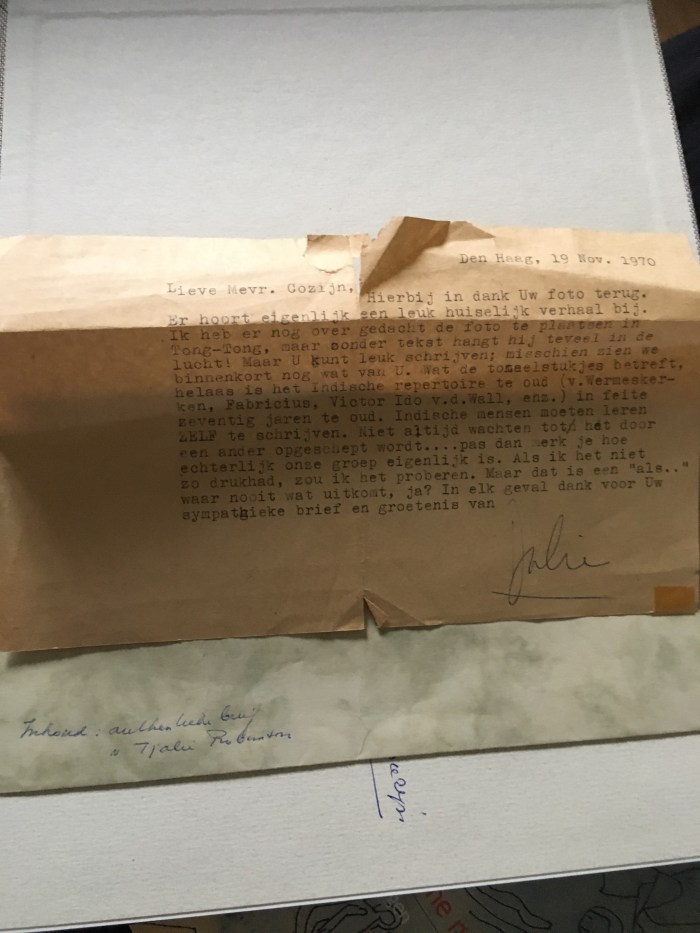 Den Haag, 19 Nov. 1970
Lieve Mevr. Cozijn, Hierbij in dank Uw foto terug.
Er hoort eigenlijk een leuk huiselijk verhaal bij.
Ik heb er nog over gedacht de foto te plaatsen in
Tong-Tong, maar zonder tekst hangt hij teveel in de
lucht! Maar U kunt leuk schrijven; misschien zien we
binnenkort nog wat van U. Wat de toneelstukjes betreft,
helaas is het Indische repertoire te oud (v.Wermesker-
ken, Fabricius, Victor Ido v.d.Wall, enz.) in feite
zeventig jaren te oud. Indische mensen moeten leren
ZELF te schrijven. Niet altijd wachten tot het door
een ander opgeschept wordt....pas dan merk je hoe
achterlijk onze groep eigenlijk is. Als ik het niet
zo drukhad, zou ik het proberen. Maar dat is een "als.."
waar nooit wat uitkomt, ja? In elk geval dank voor Uw
sympathieke brief en groetenis van
Tjalie
Inhoud: authentieke brief
Tjalie Robinson